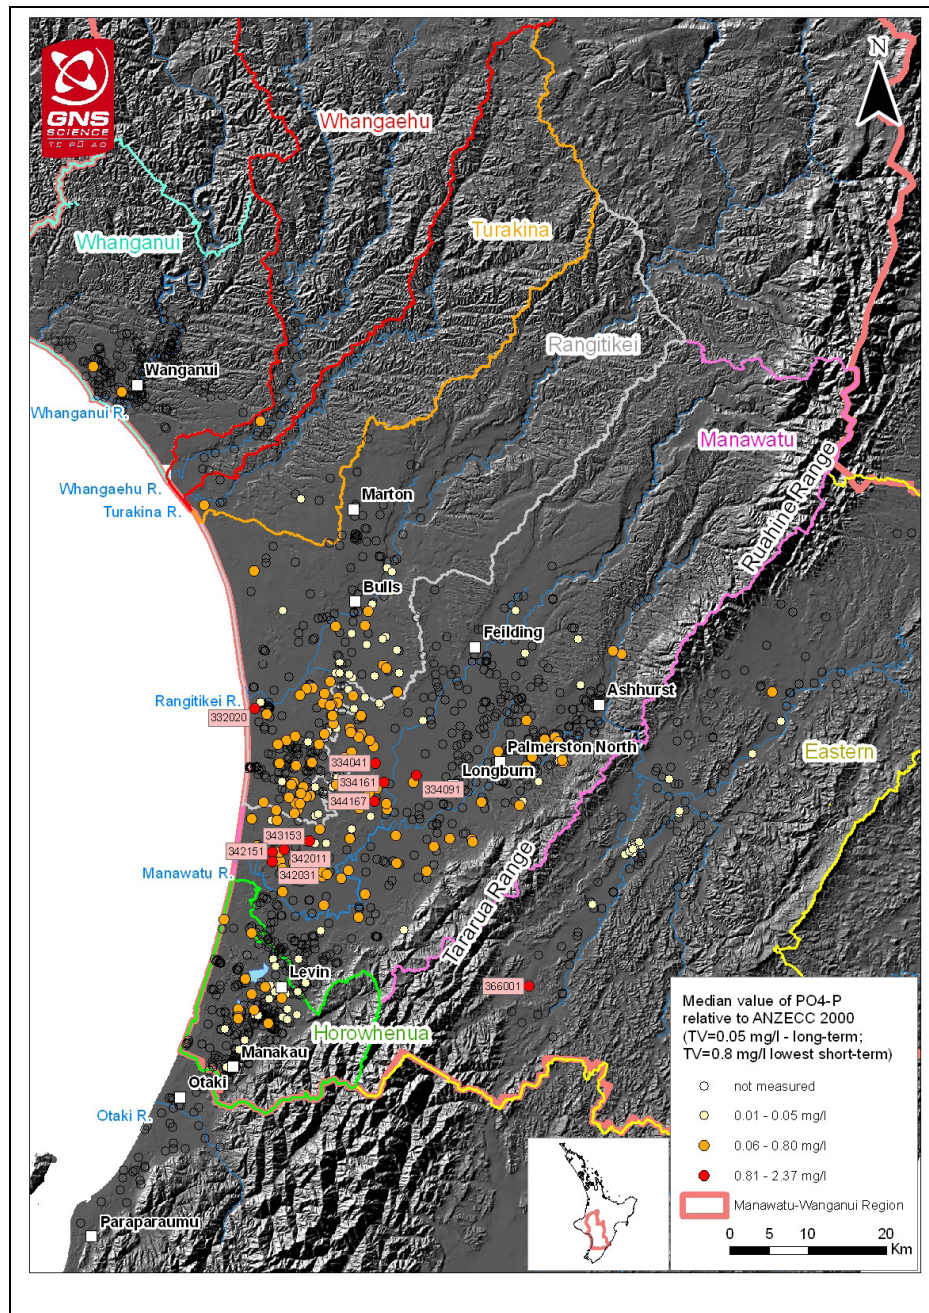 GNS
SCIENCE
TE PŪ AO
N
Whangaehu
Turakina
Whanganui
Rangitikei
Wanganui
Whanganui R.
Manawatu
Ruahine Range
Whangaehu R.
Marton
Turakina R.
Bulls
Feilding
Rangitikei R.
Ashhurst
332020
Palmerston North
Eastern
334041
Longburn
334161
334091
344167
343153
342151
342011
Manawatu R.
342031
Tararua Range
Levin
366001
Horowhenua
Manakau
Otaki
Otaki R.
Paraparaumu
Median value of PO4-P
relative to ANZECC 2000
(TV=0.05 mg/l - long-term;
TV=0.8 mg/l lowest short-term)
not measured
0.01 - 0.05 mg/l
0.06 - 0.80 mg/l
0.81 - 2.37 mg/l
Manawatu-Wanganui Region
0 5 10 20
Km